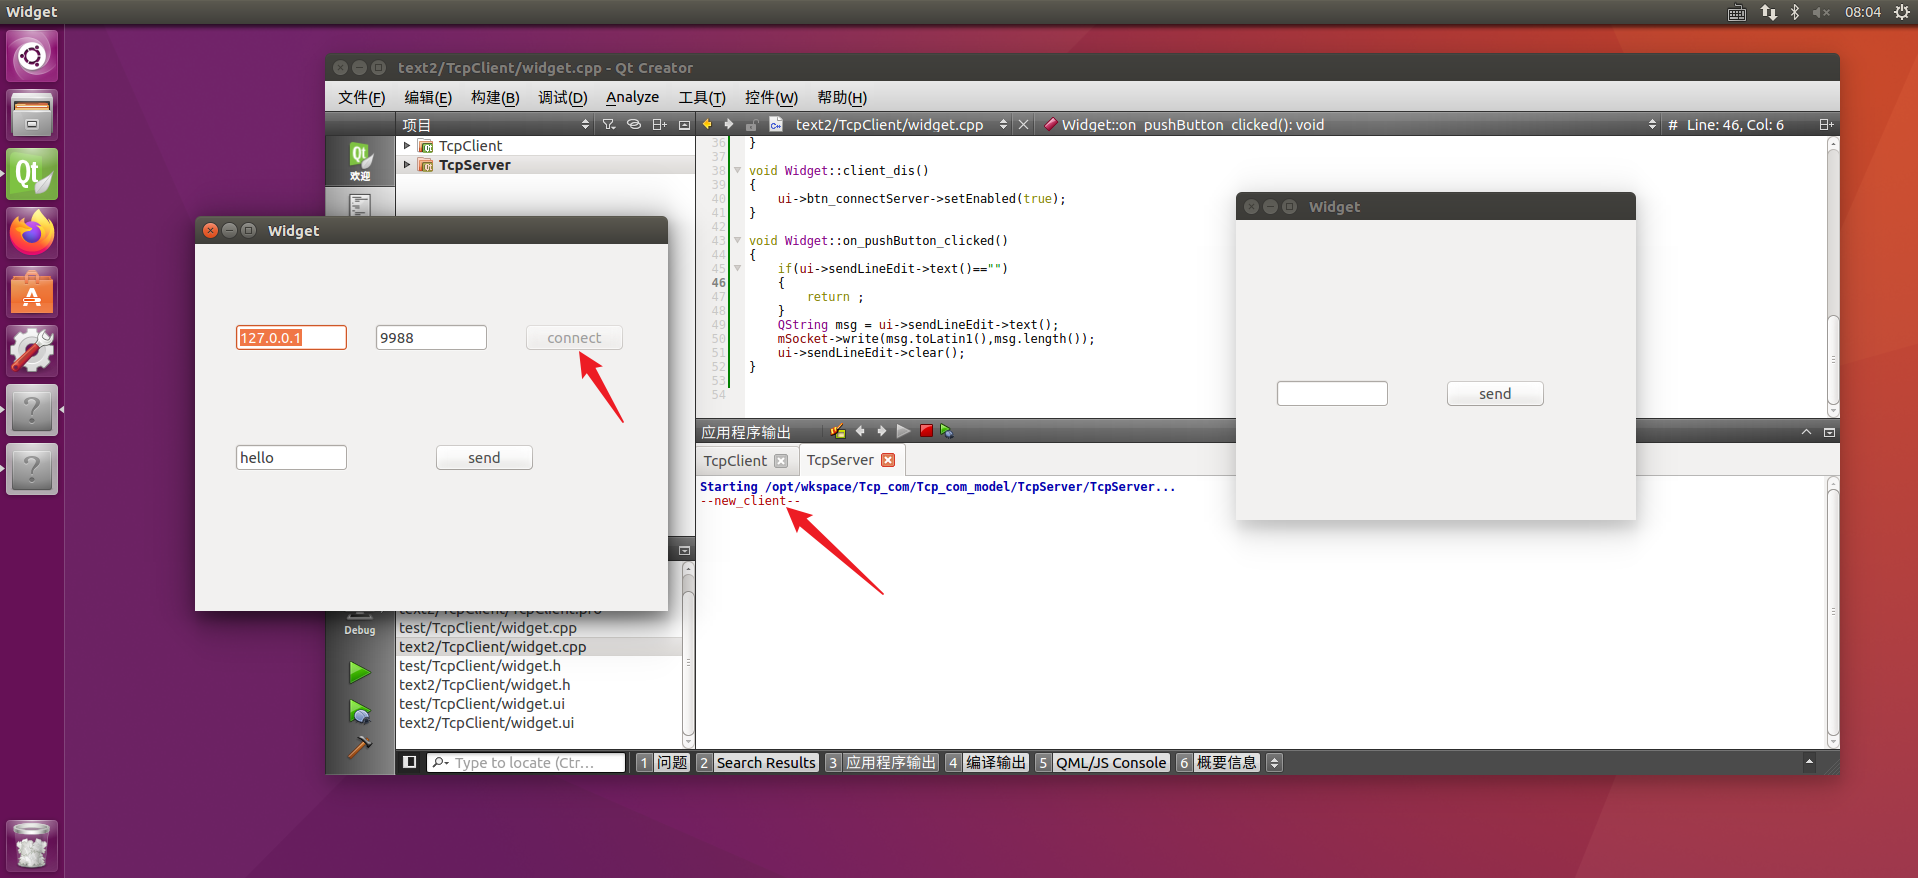 Widget
08:04
text2/TcpClient/widget.cpp - Qt Creator
文件(F) 编辑(E) 构建(B) 调试(D) Analyze 工具(T) 控件(W) 帮助(H)
项目
text2/TcpClient/widget.cpp
Widget::on_pushButton_clicked(): void
# Line: 46, Col: 6
欢迎
TcpClient
TcpServer
36 }
37
38 void Widget::client_dis()
39 {
40 ui->btn_connectServer->setEnabled(true);
41 }
42
43 void Widget::on_pushButton_clicked()
44 {
45 if(ui->sendLineEdit->text()=="")
46 {
47 return ;
48 }
49 QString msg = ui->sendLineEdit->text();
50 mSocket->write(msg.toLatin1(),msg.length());
51 ui->sendLineEdit->clear();
52 }
53
54
Widget
127.0.0.1
9988
connect
hello
send
Widget
send
应用程序输出
TcpClient
TcpServer
Starting /opt/wkspace/Tcp_com/Tcp_com_model/TcpServer/TcpServer...
--new_client--
Debug
text2/TcpClient/TcpClient.pro
test/TcpClient/widget.cpp
text2/TcpClient/widget.cpp
test/TcpClient/widget.h
text2/TcpClient/widget.h
test/TcpClient/widget.ui
text2/TcpClient/widget.ui
Type to locate (Ctr...
1 问题 2 Search Results 3 应用程序输出 4 编译输出 5 QML/JS Console 6 概要信息